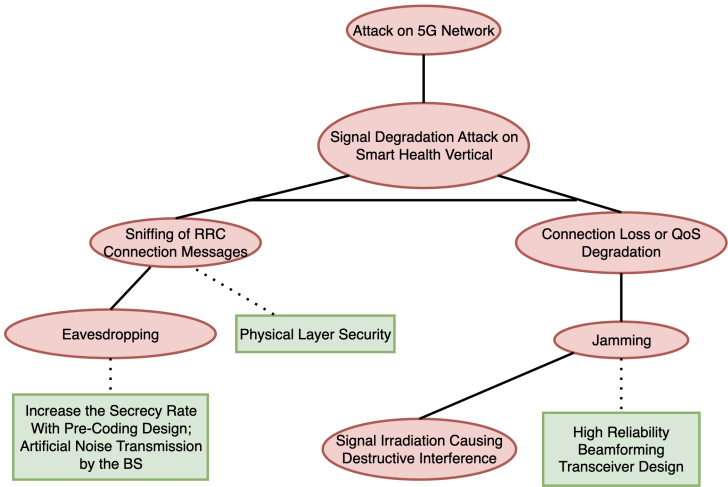 Attack on 5G Network
Signal Degradation Attack on
Smart Health Vertical
Sniffing of RRC
Connection Messages
Connection Loss or QoS
Degradation
Eavesdropping
Physical Layer Security
Jamming
Increase the Secrecy Rate
With Pre-Coding Design;
Artificial Noise Transmission
by the BS
Signal Irradiation Causing
Destructive Interference
High Reliability
Beamforming
Transceiver Design